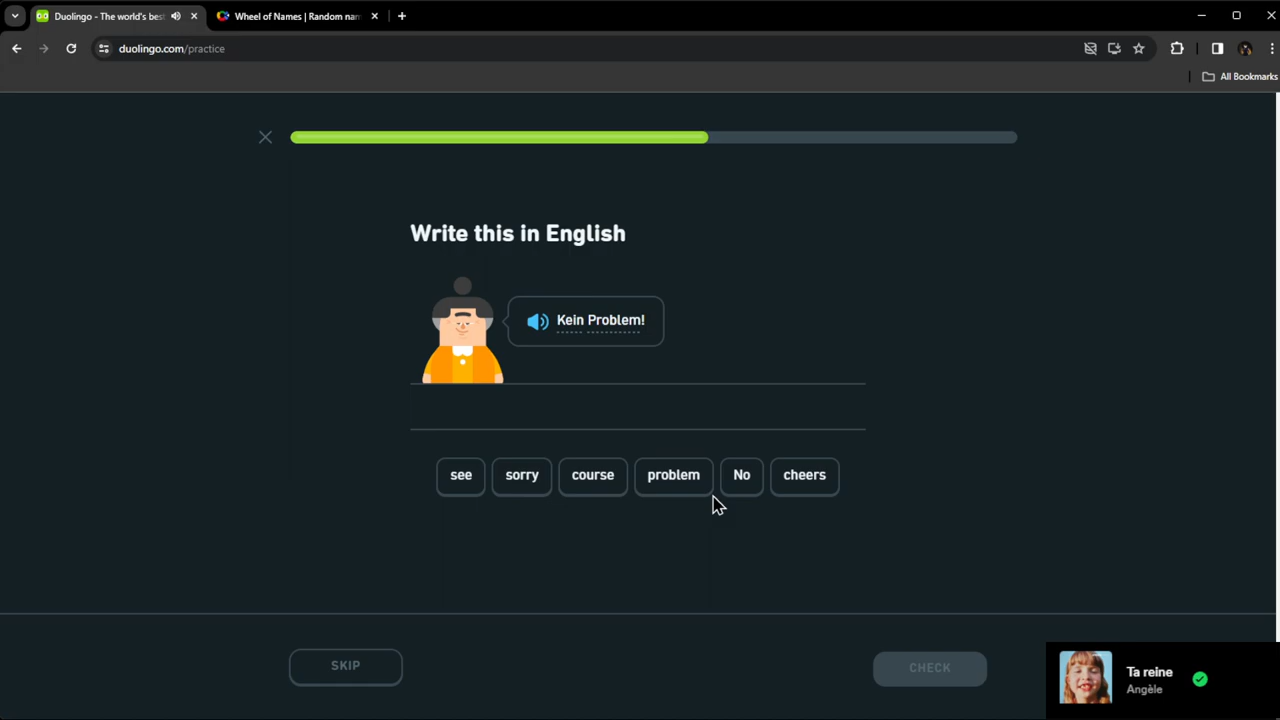 Duolingo - The world's bes
Wheel of Names | Random nam
duolingo.com/practice
All Bookmarks
Write this in English
Kein Problem!
see sorry course problem No cheers
SKIP
CHECK
Ta reine
Angèle